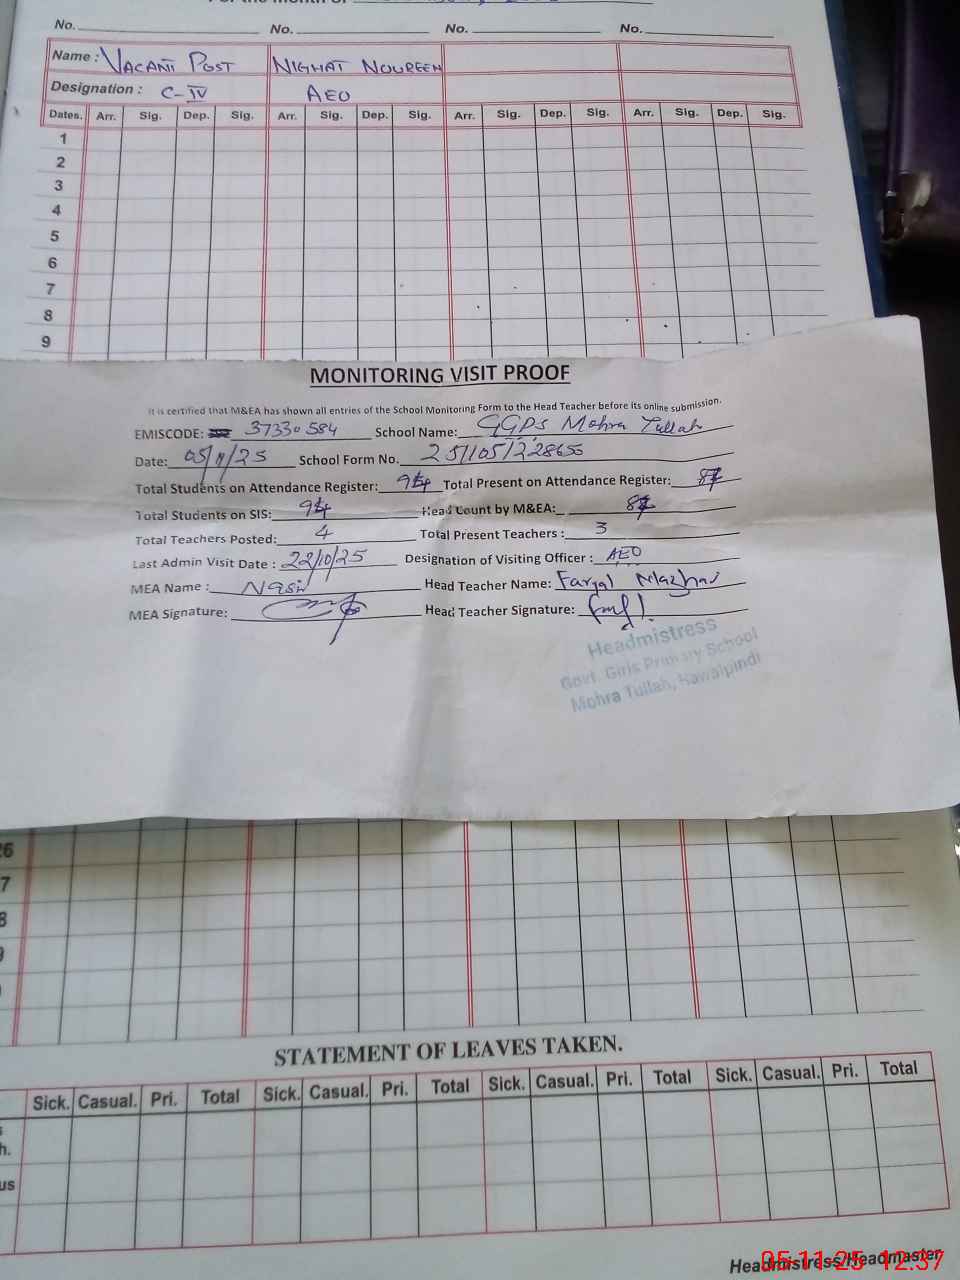 For the month of
No. No. No. No.
Name : VACANT POST NIGHAT NOUREEN
Designation : C-IV AEO
Dates. Arr. Sig. Dep. Sig. Arr. Sig. Dep. Sig. Arr. Sig. Dep. Sig. Arr. Sig. Dep. Sig.
1
2
3
4
5
6
7
8
9
MONITORING VISIT PROOF
It is certified that M&EA has shown all entries of the School Monitoring Form to the Head Teacher before its online submission.
EMISCODE: 37330584 School Name: GGPS Mohra Tullah
Date: 05/11/25 School Form No.
Total Students on Attendance Register: Total Present on Attendance Register:
Total Students on SIS: Head Count by M&EA:
Total Teachers Posted: 4 Total Present Teachers : 3
Last Admin Visit Date : 22/10/25 Designation of Visiting Officer : AEO
MEA Name : Nasir Head Teacher Name: Faryal Mazhar
MEA Signature: Head Teacher Signature:
Headmistress
Govt. Girls Primary School
Mohra Tullah, Rawalpindi
26
7
8
9
STATEMENT OF LEAVES TAKEN.
Sick. Casual. Pri. Total Sick. Casual. Pri. Total Sick. Casual. Pri. Total Sick. Casual. Pri. Total
h.
us
Headmistress/Headmaster
05-11-25 12:37